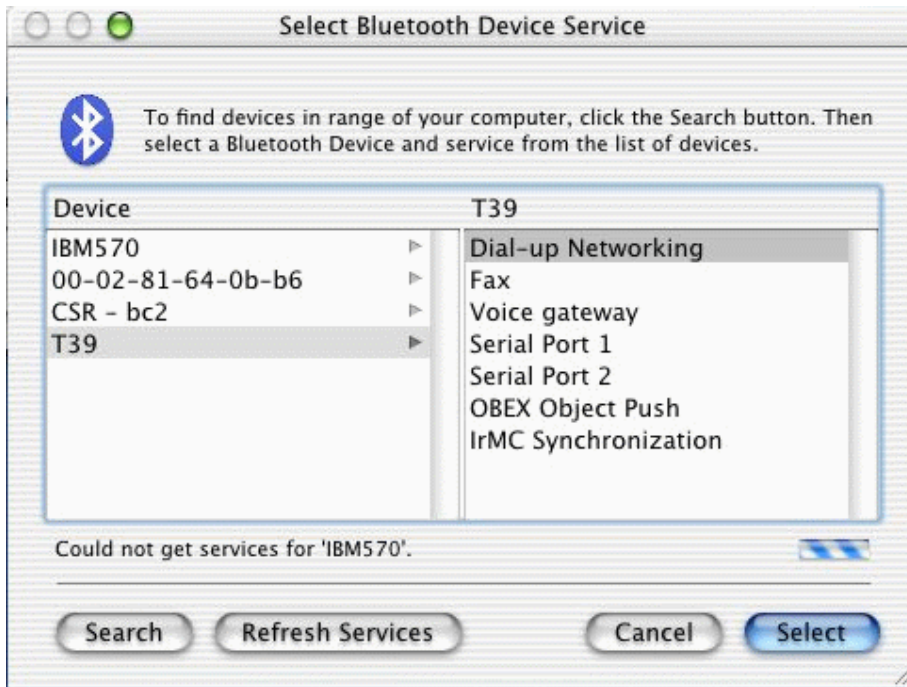 Select Bluetooth Device Service
To find devices in range of your computer, click the Search button. Then
select a Bluetooth Device and service from the list of devices.
Device
T39
IBM570
Dial-up Networking
00-02-81-64-0b-b6
Fax
CSR - bc2
Voice gateway
T39
Serial Port 1
Serial Port 2
OBEX Object Push
IrMC Synchronization
Could not get services for 'IBM570'.
Search
Refresh Services
Cancel
Select